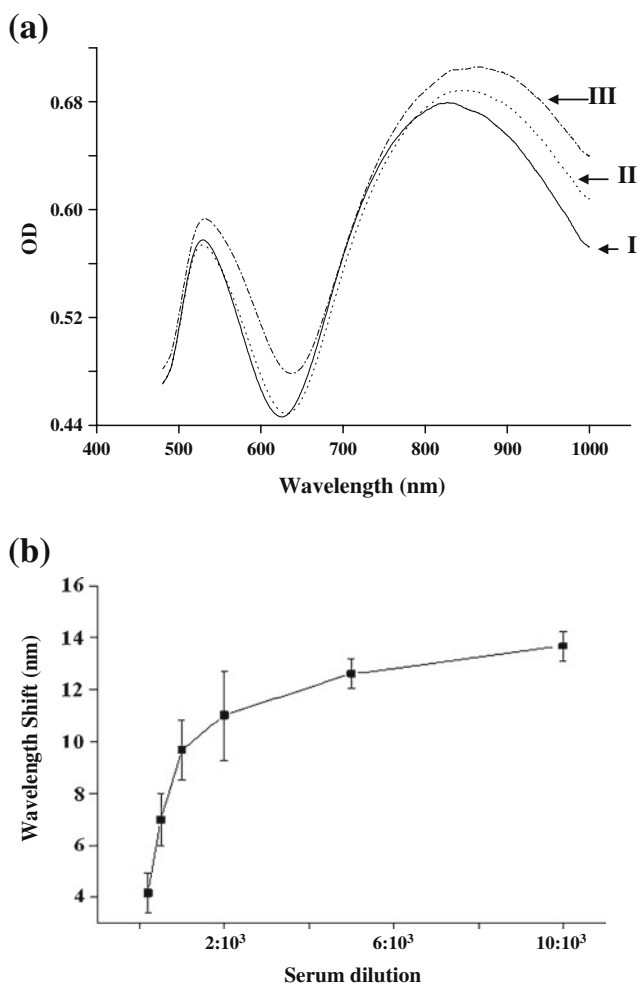 (a)
0.68
0.60
0.52
0.44
OD
III
II
I
400 500 600 700 800 900 1000
Wavelength (nm)
(b)
16
14
12
10
8
6
4
Wavelength Shift (nm)
2:10³ 6:10³ 10:10³
Serum dilution